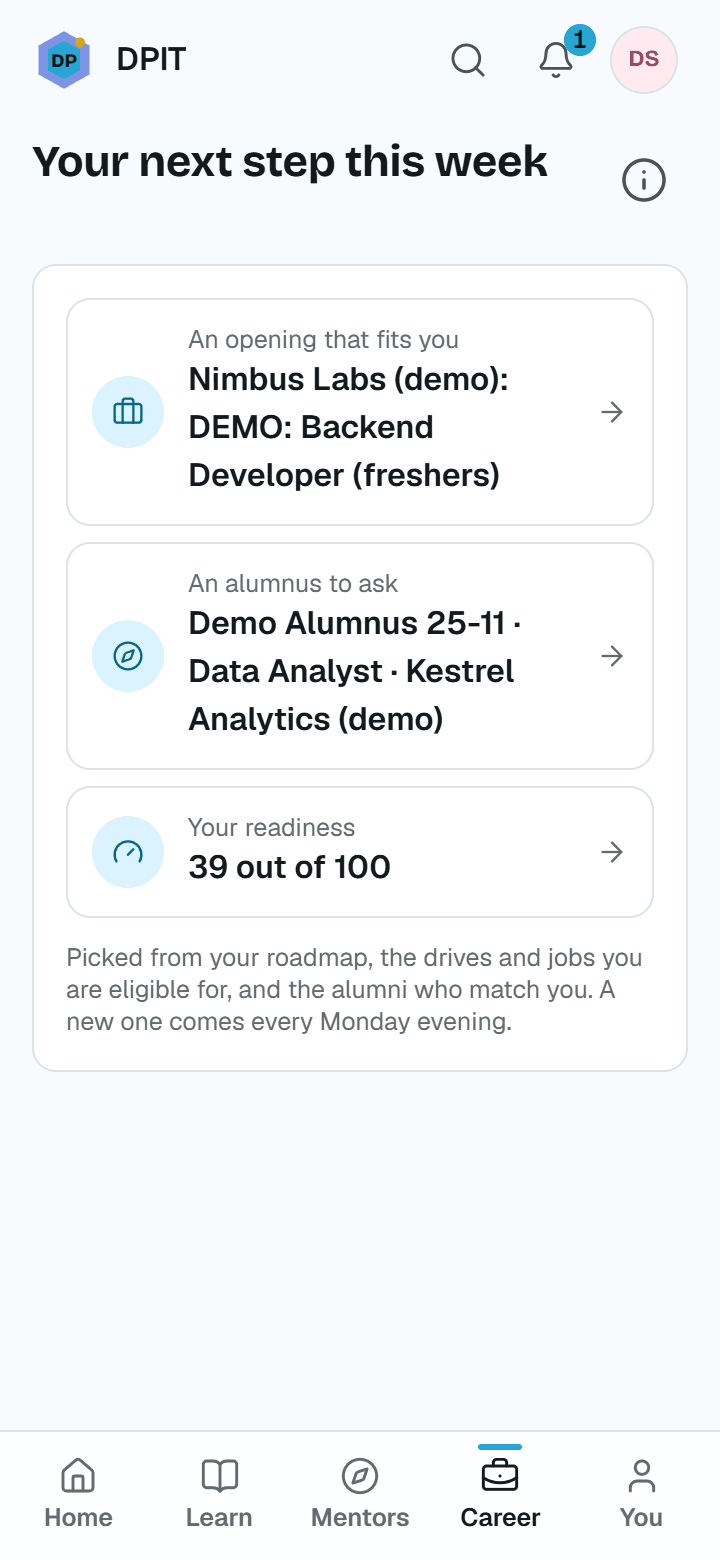 DP
DPIT
1
DS
Your next step this week
An opening that fits you
Nimbus Labs (demo):
DEMO: Backend
Developer (freshers)
An alumnus to ask
Demo Alumnus 25-11 ·
Data Analyst · Kestrel
Analytics (demo)
Your readiness
39 out of 100
Picked from your roadmap, the drives and jobs you
are eligible for, and the alumni who match you. A
new one comes every Monday evening.
Home
Learn
Mentors
Career
You